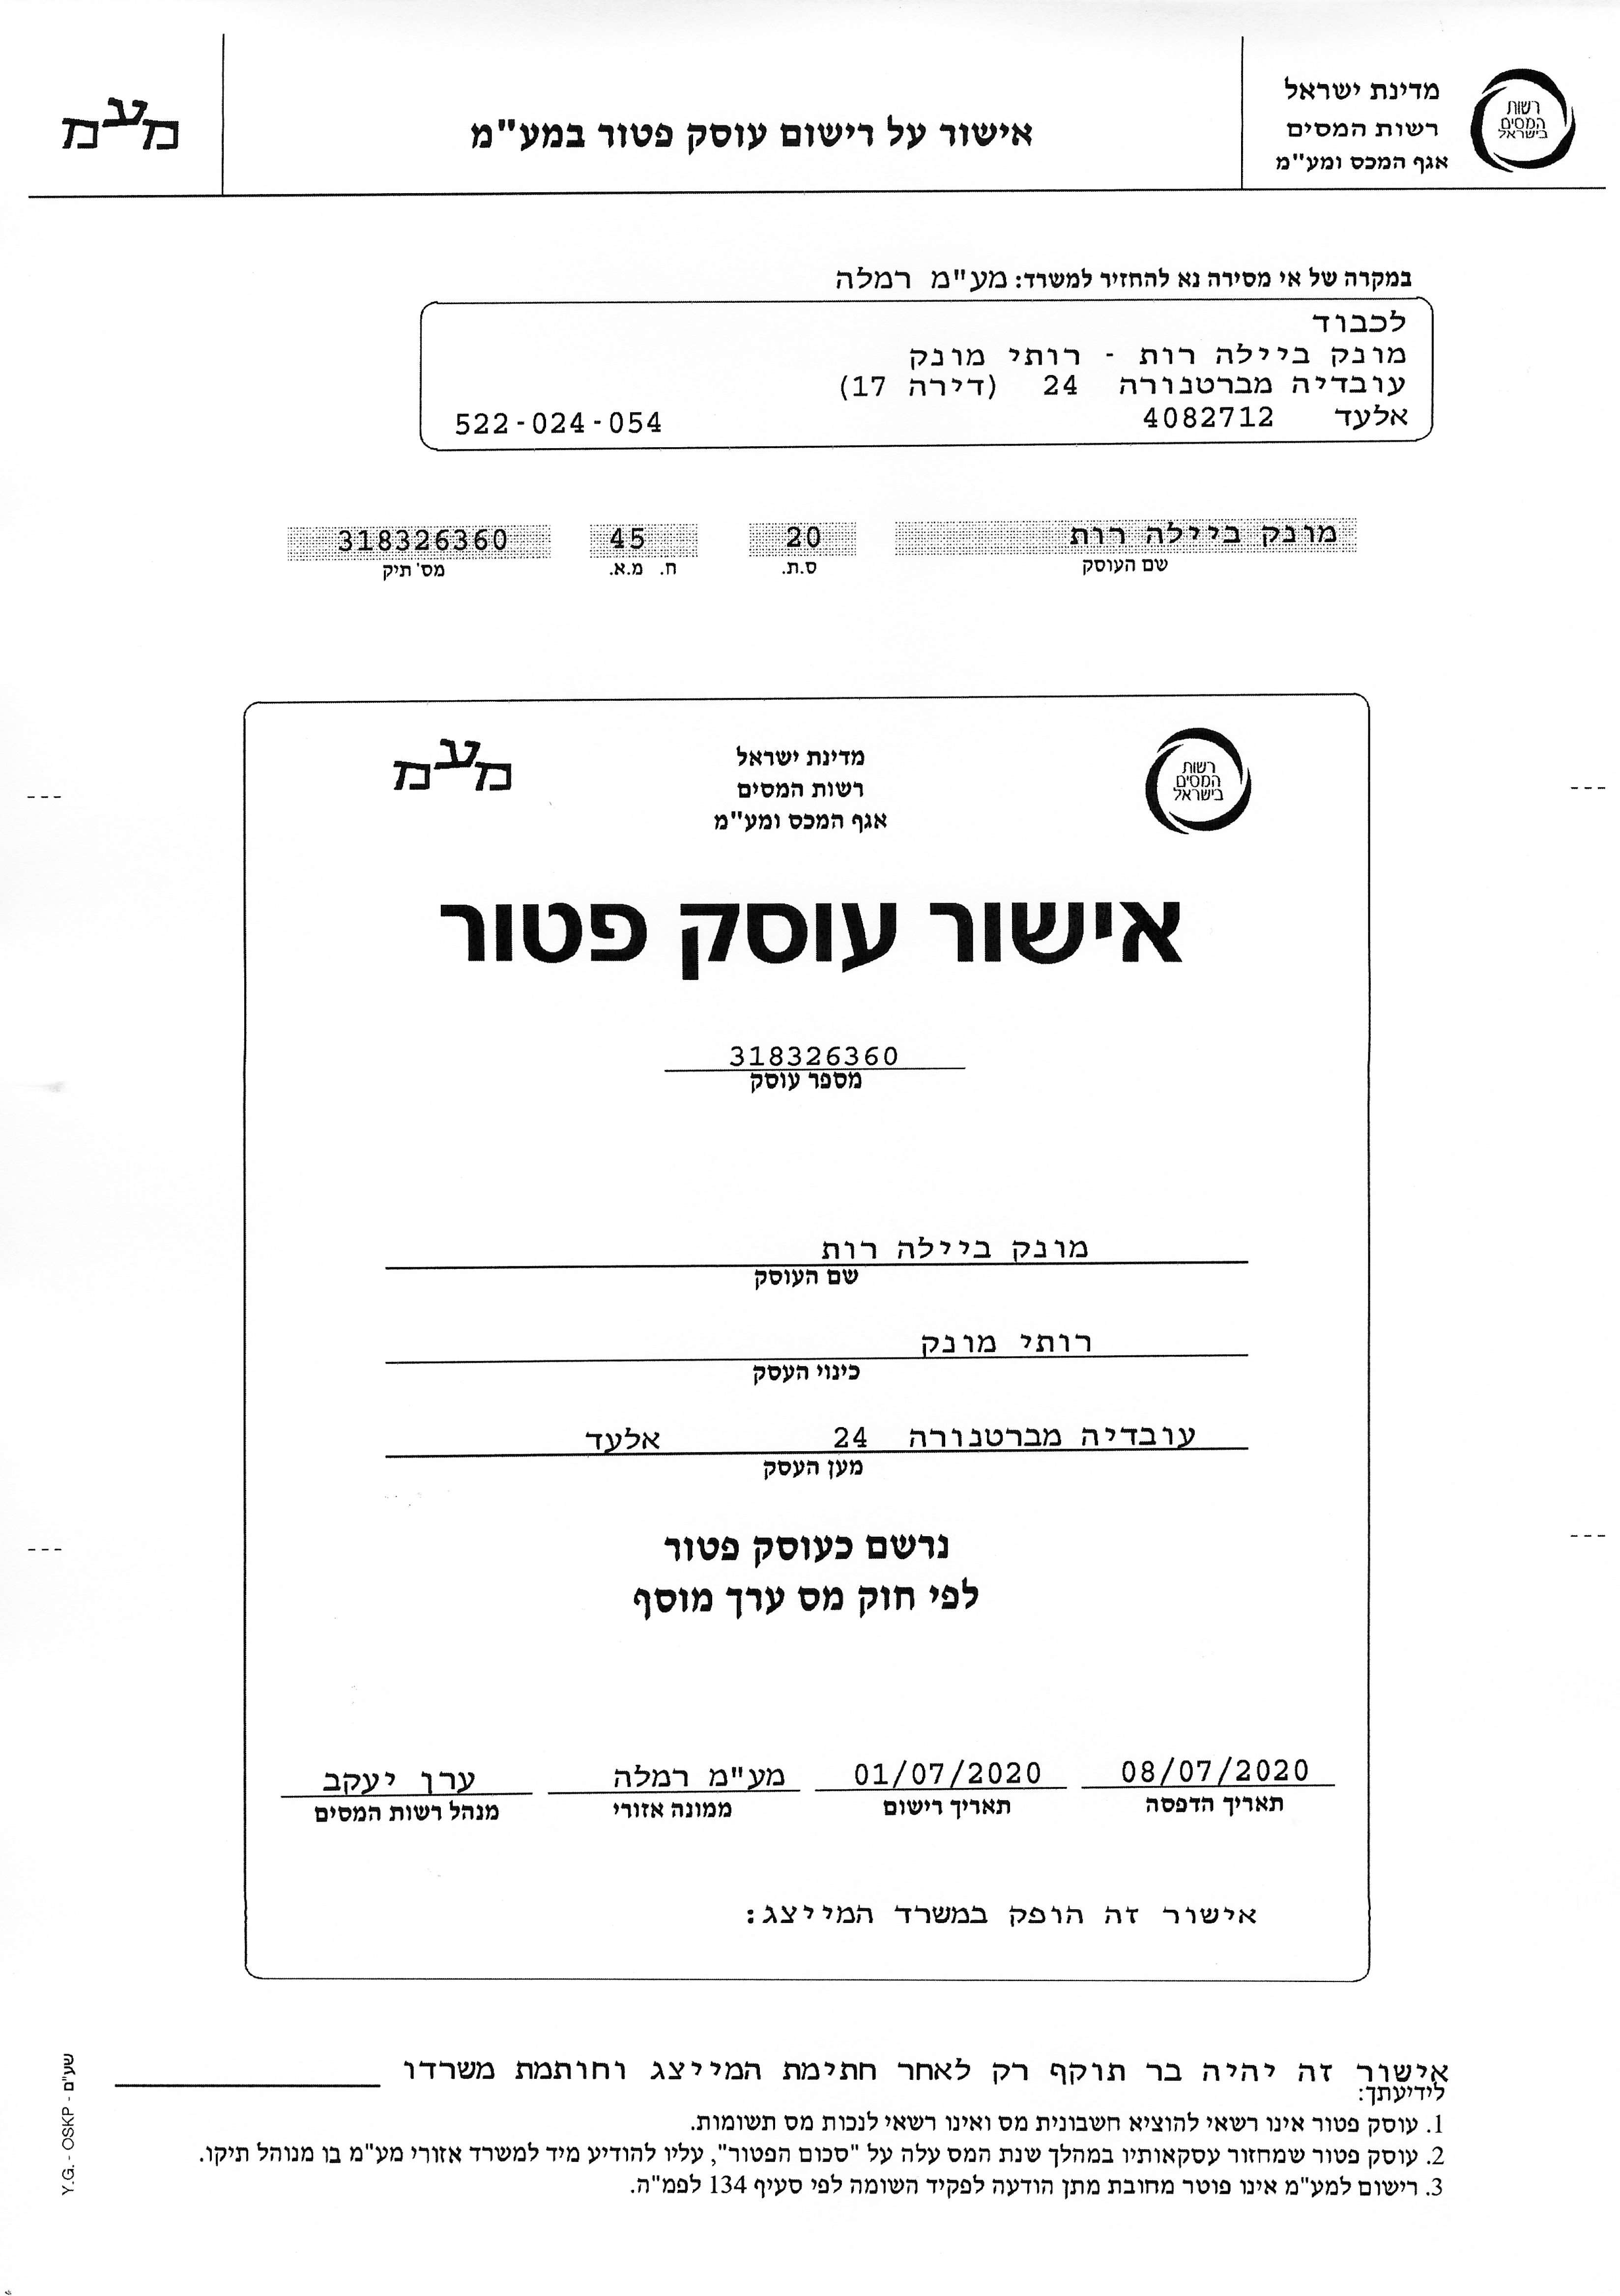 רשות
המסים
בישראל
מדינת ישראל
רשות המסים
אגף המכס ומע"מ
אישור על רישום עוסק פטור במע"מ
מעמ
במקרה של אי מסירה נא להחזיר למשרד: מע"מ רמלה
לכבוד
מונק ביילה רות - רותי מונק
עובדיה מברטנורה 24 (דירה 17)
אלעד 4082712 522-024-054
מונק ביילה רות 20 45 318326360
שם העוסק ס.ת. ח. מ.א. מס' תיק
רשות
המסים
בישראל
מדינת ישראל
רשות המסים
אגף המכס ומע"מ
מעמ
אישור עוסק פטור
318326360
מספר עוסק
מונק ביילה רות
שם העוסק
רותי מונק
כינוי העסק
עובדיה מברטנורה 24 אלעד
מען העסק
נרשם כעוסק פטור
לפי חוק מס ערך מוסף
08/07/2020 01/07/2020 מע"מ רמלה ערן יעקב
תאריך הדפסה תאריך רישום ממונה אזורי מנהל רשות המסים
אישור זה הופק במשרד המייצג:
אישור זה יהיה בר תוקף רק לאחר חתימת המייצג וחותמת משרדו
לידיעתך:
1. עוסק פטור אינו רשאי להוציא חשבונית מס ואינו רשאי לנכות מס תשומות.
2. עוסק פטור שמחזור עסקאותיו במהלך שנת המס עלה על "סכום הפטור", עליו להודיע מיד למשרד אזורי מע"מ בו מנוהל תיקו.
3. רישום למע"מ אינו פוטר מחובת מתן הודעה לפקיד השומה לפי סעיף 134 לפמ"ה.
Y.G. - OSKP - שע"ם